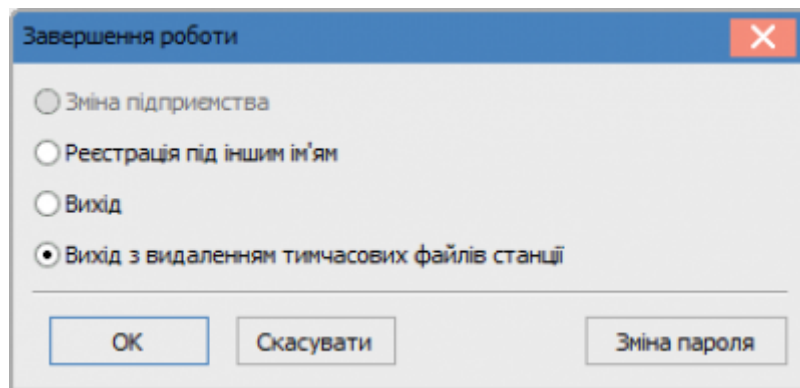 Завершення роботи
Зміна підприємства
Реєстрація під іншим ім'ям
Вихід
Вихід з видаленням тимчасових файлів станції
ОК
Скасувати
Зміна пароля